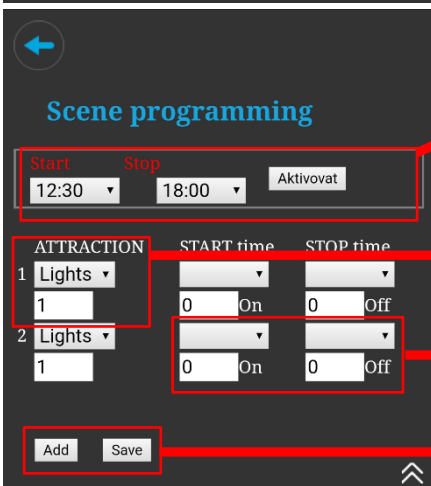 Scene programming
Start Stop
12:30 18:00 Aktivovat
ATTRACTION START time STOP time
1 Lights
1 0 On 0 Off
2 Lights
1 0 On 0 Off
Add Save